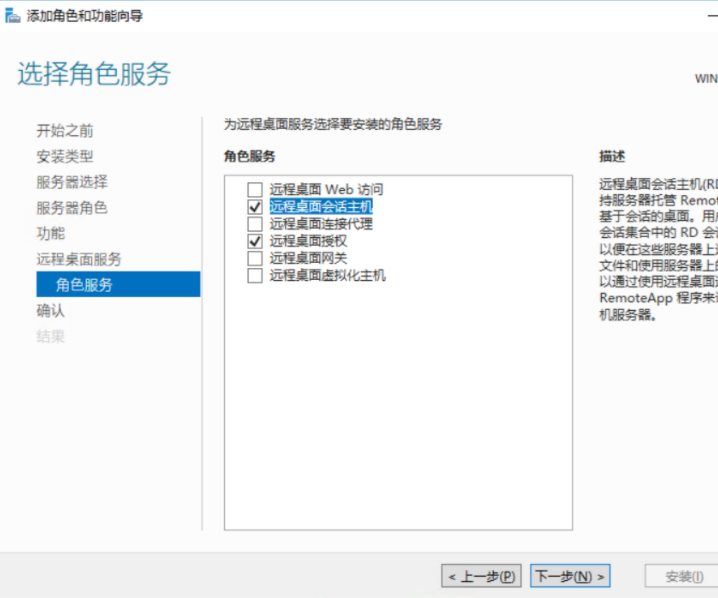 添加角色和功能向导
选择角色服务
WIN
开始之前
安装类型
服务器选择
服务器角色
功能
远程桌面服务
角色服务
确认
结果
为远程桌面服务选择要安装的角色服务
角色服务
远程桌面 Web 访问
远程桌面会话主机
远程桌面连接代理
远程桌面授权
远程桌面网关
远程桌面虚拟化主机
描述
远程桌面会话主机(RD
持服务器托管 Remot
基于会话的桌面。用户
会话集合中的 RD 会
以便在这些服务器上
文件和使用服务器上
以通过使用远程桌面
RemoteApp 程序来
机服务器。
< 上一步(P)
下一步(N) >
安装(I)